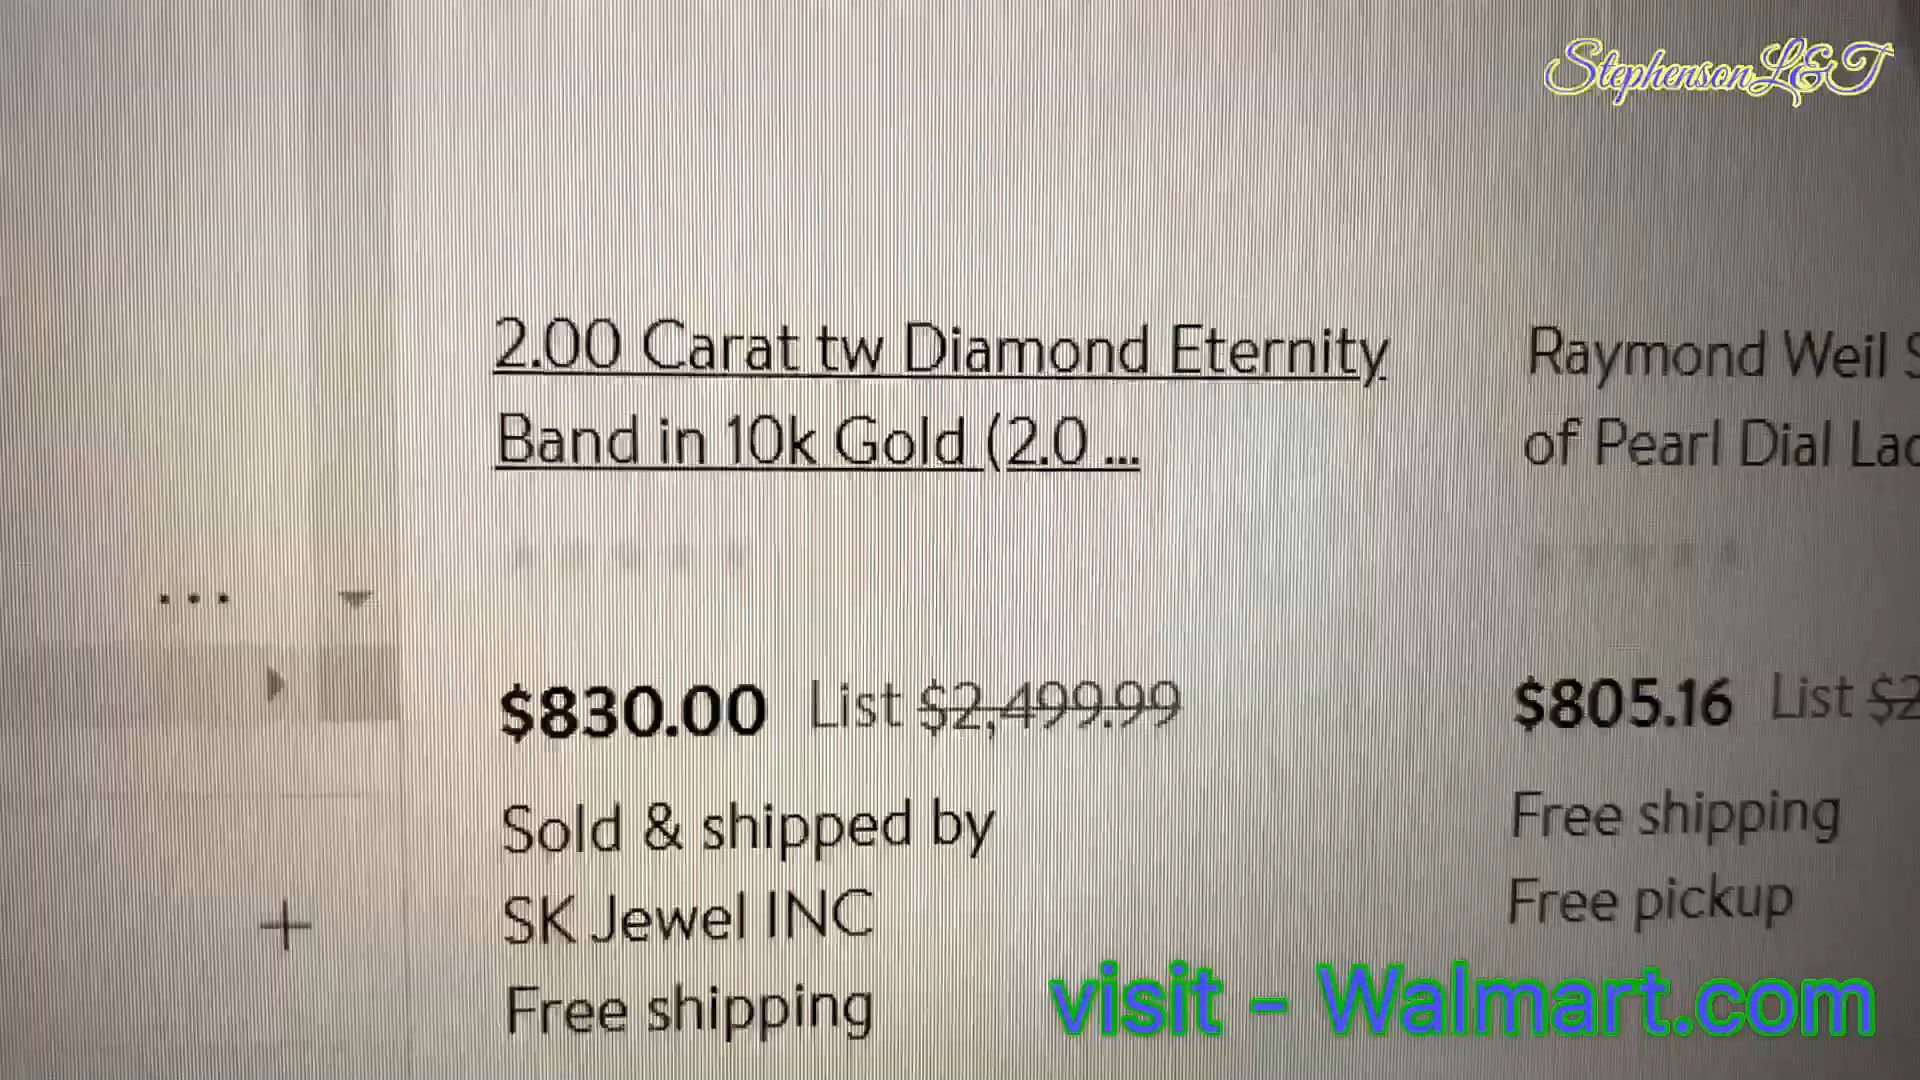 StephensonL&T
2.00 Carat tw Diamond Eternity
Band in 10k Gold (2.0 ...
$830.00 List $2,499.99
Sold & shipped by
SK Jewel INC
Free shipping
Raymond Weil
of Pearl Dial
$805.16 List
Free shipping
Free pickup
visit - Walmart.com